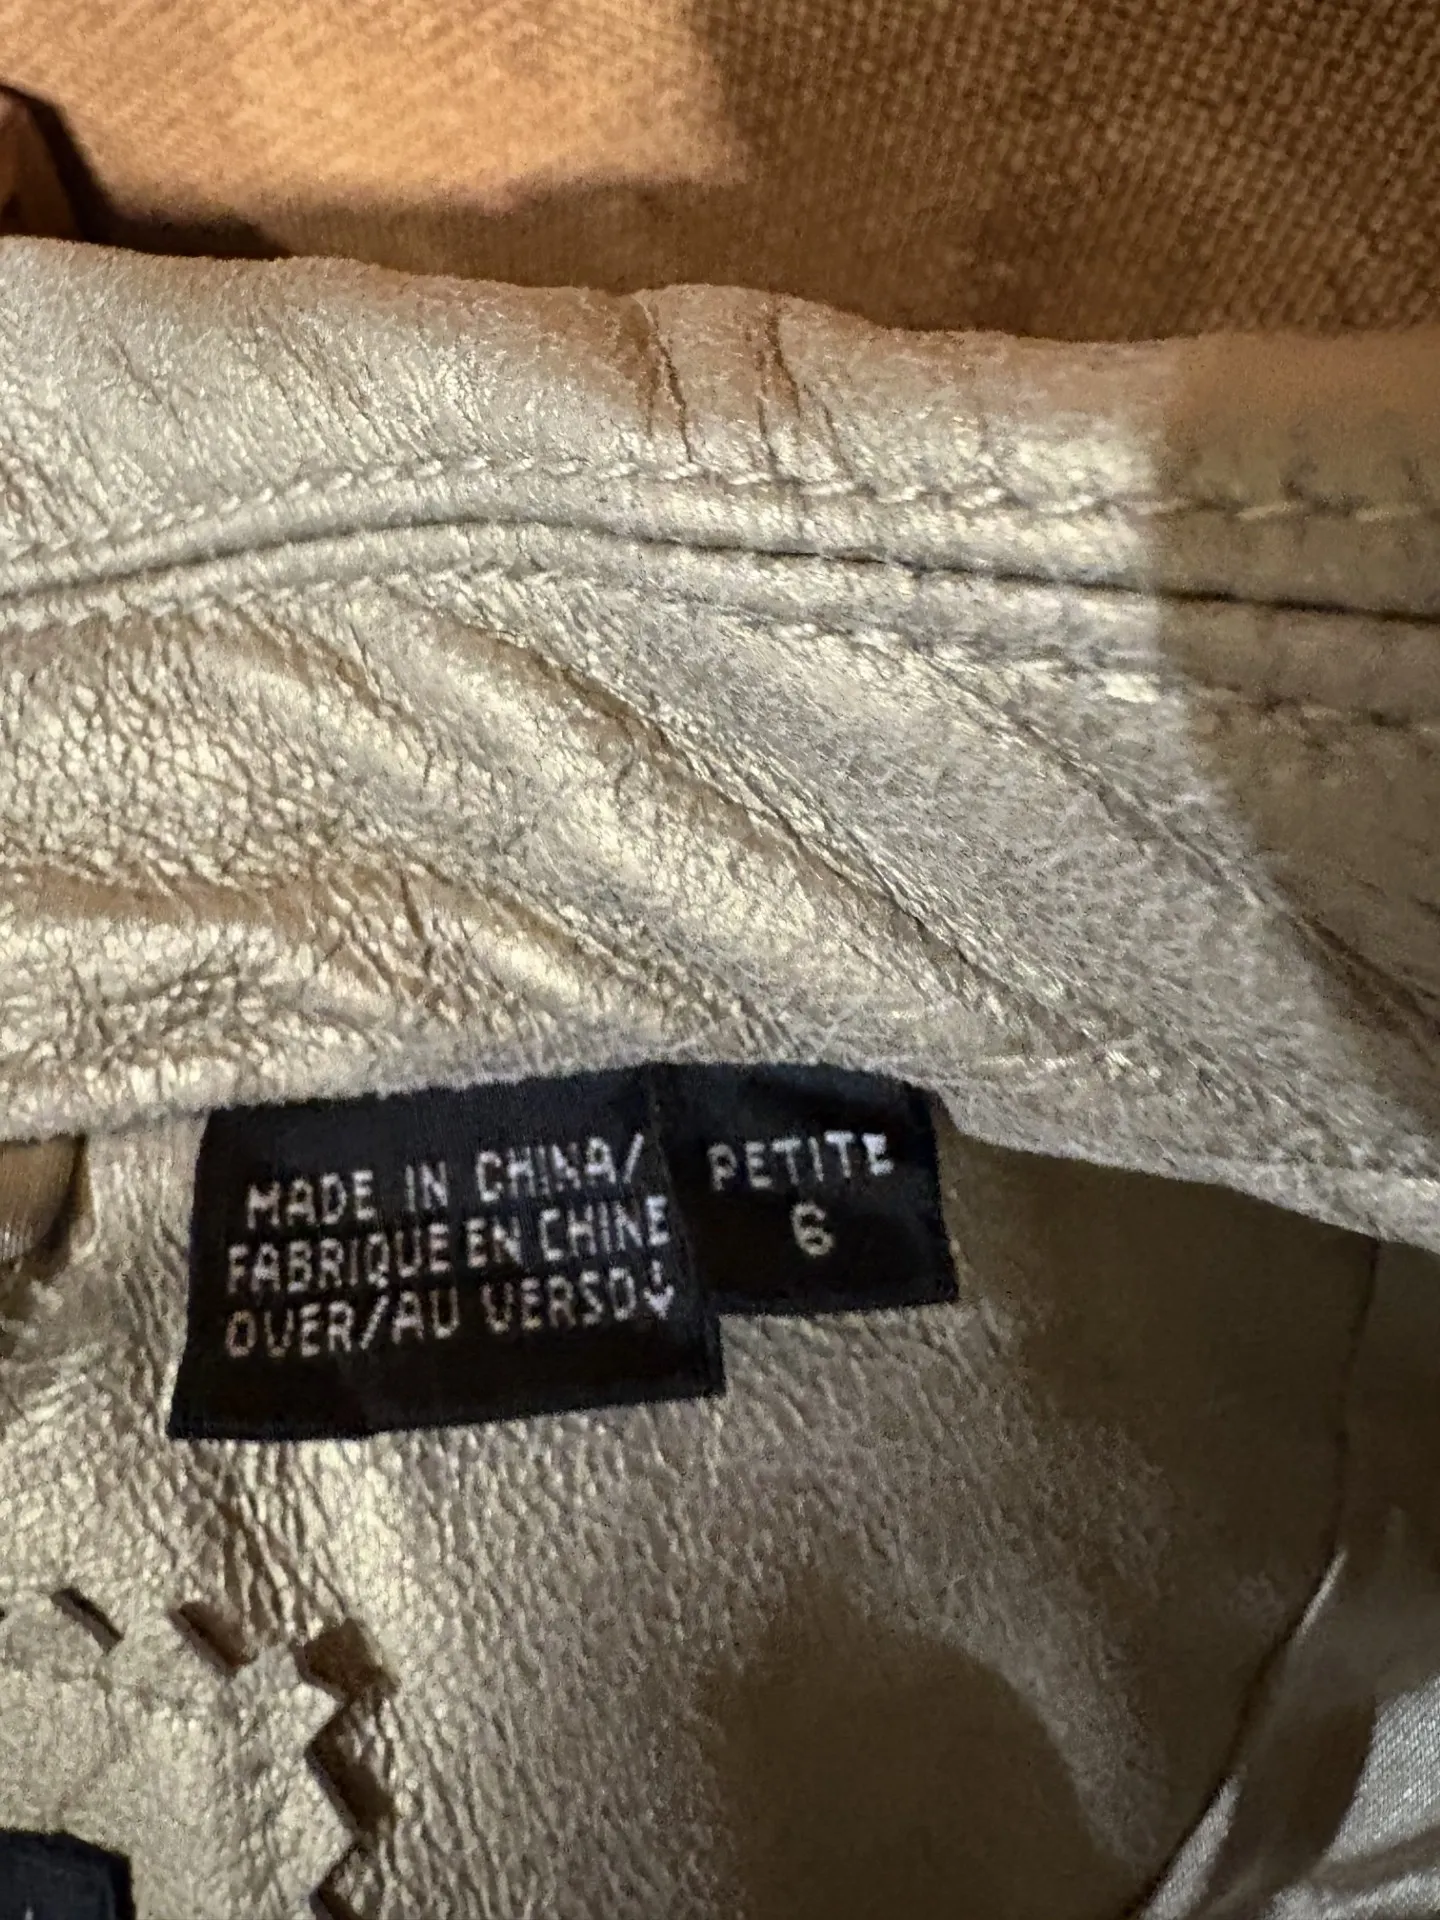 MADE IN CHINA/
FABRIQUE EN CHINE
OVER/AU VERSO↓
PETITE
6